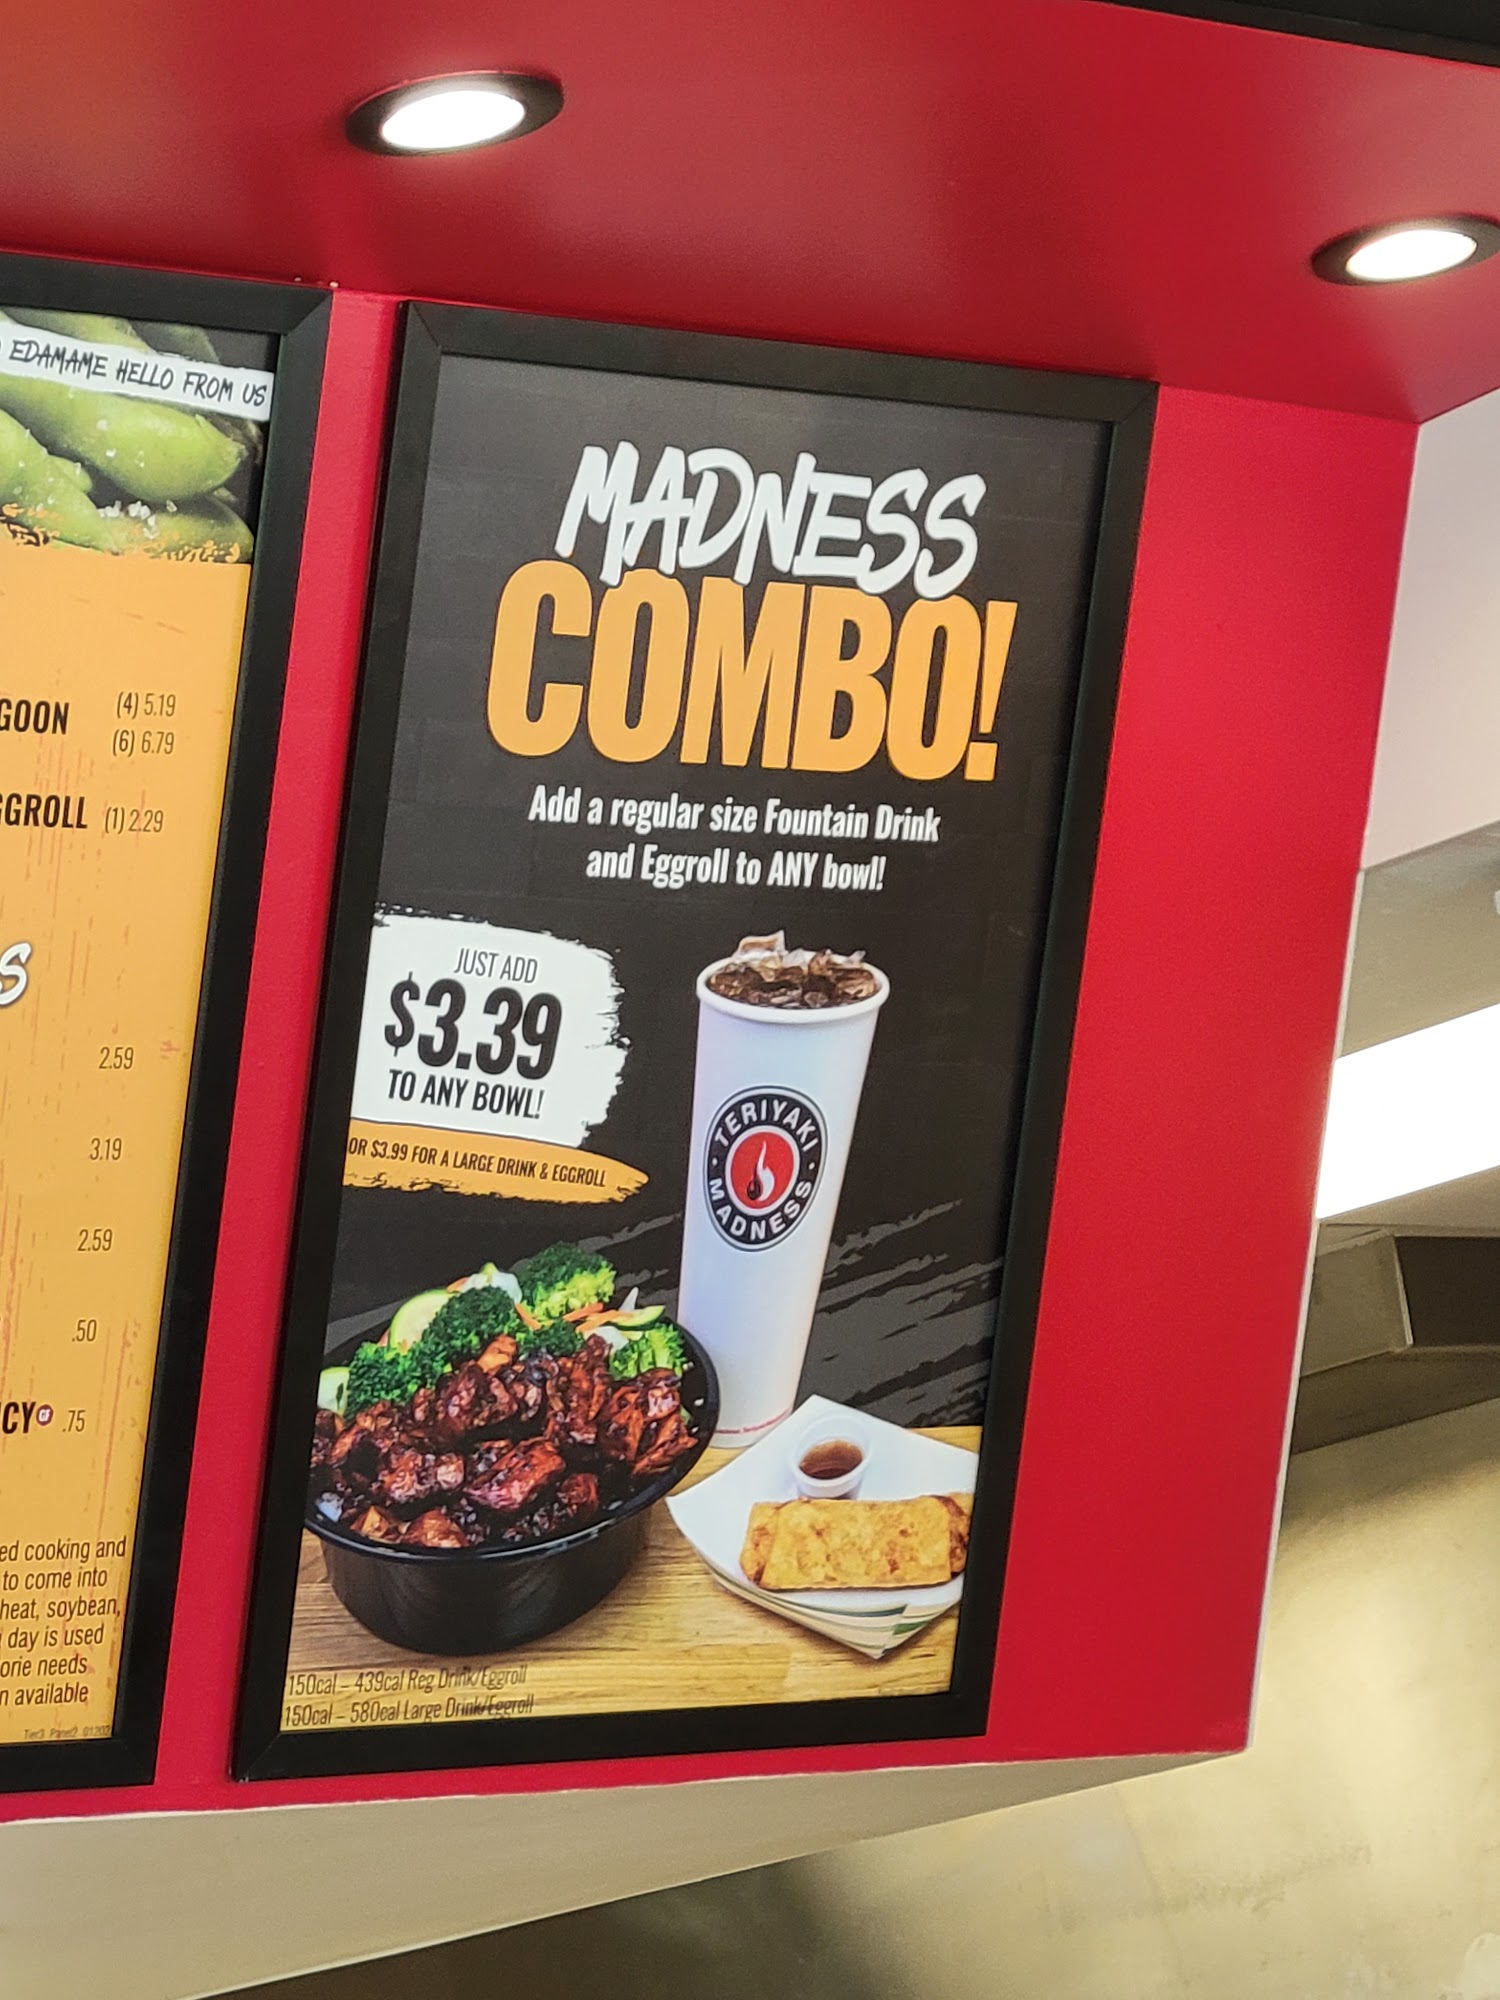 EDAMAME HELLO FROM US
GOON (4) 5.19
(6) 6.79
GGROLL (1) 2.29
S
2.59
3.19
2.59
.50
CY GF .75
ed cooking and
to come into
heat, soybean,
day is used
orie needs
n available
MADNESS
COMBO!
Add a regular size Fountain Drink
and Eggroll to ANY bowl!
JUST ADD
$3.39
TO ANY BOWL!
OR $3.99 FOR A LARGE DRINK & EGGROLL
TERIYAKI
MADNESS
150cal – 439cal Reg Drink/Eggroll
150cal – 580cal Large Drink/Eggroll